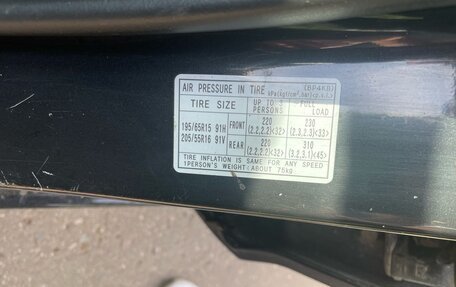 AIR PRESSURE IN TIRE kPa(kgf/cm²,bar)<p.s.i.> (BP4K8)
TIRE SIZE UP TO 3 PERSONS FULL LOAD
195/65R15 91H
205/55R16 91V
FRONT 220 (2.2,2.2)<32> 230 (2.3,2.3)<33>
REAR 220 (2.2,2.2)<32> 310 (3.2,3.1)<45>
TIRE INFLATION IS SAME FOR ANY SPEED
1PERSON'S WEIGHT:ABOUT 75kg